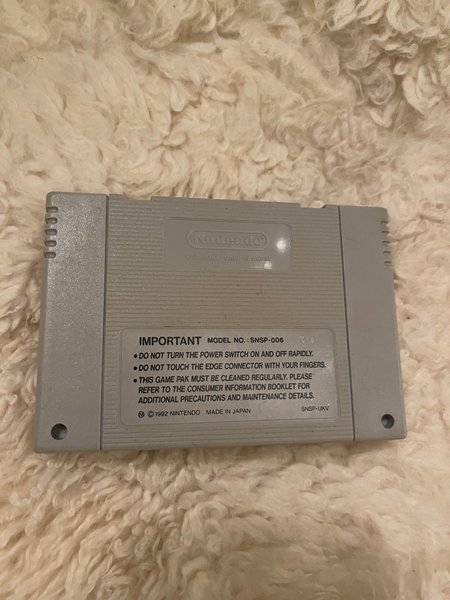 Nintendo
IMPORTANT MODEL NO.: SNSP-006
• DO NOT TURN THE POWER SWITCH ON AND OFF RAPIDLY.
• DO NOT TOUCH THE EDGE CONNECTOR WITH YOUR FINGERS.
• THIS GAME PAK MUST BE CLEANED REGULARLY. PLEASE
REFER TO THE CONSUMER INFORMATION BOOKLET FOR
ADDITIONAL PRECAUTIONS AND MAINTENANCE DETAILS.
Ⓜ ©1992 NINTENDO MADE IN JAPAN SNSP-UKV